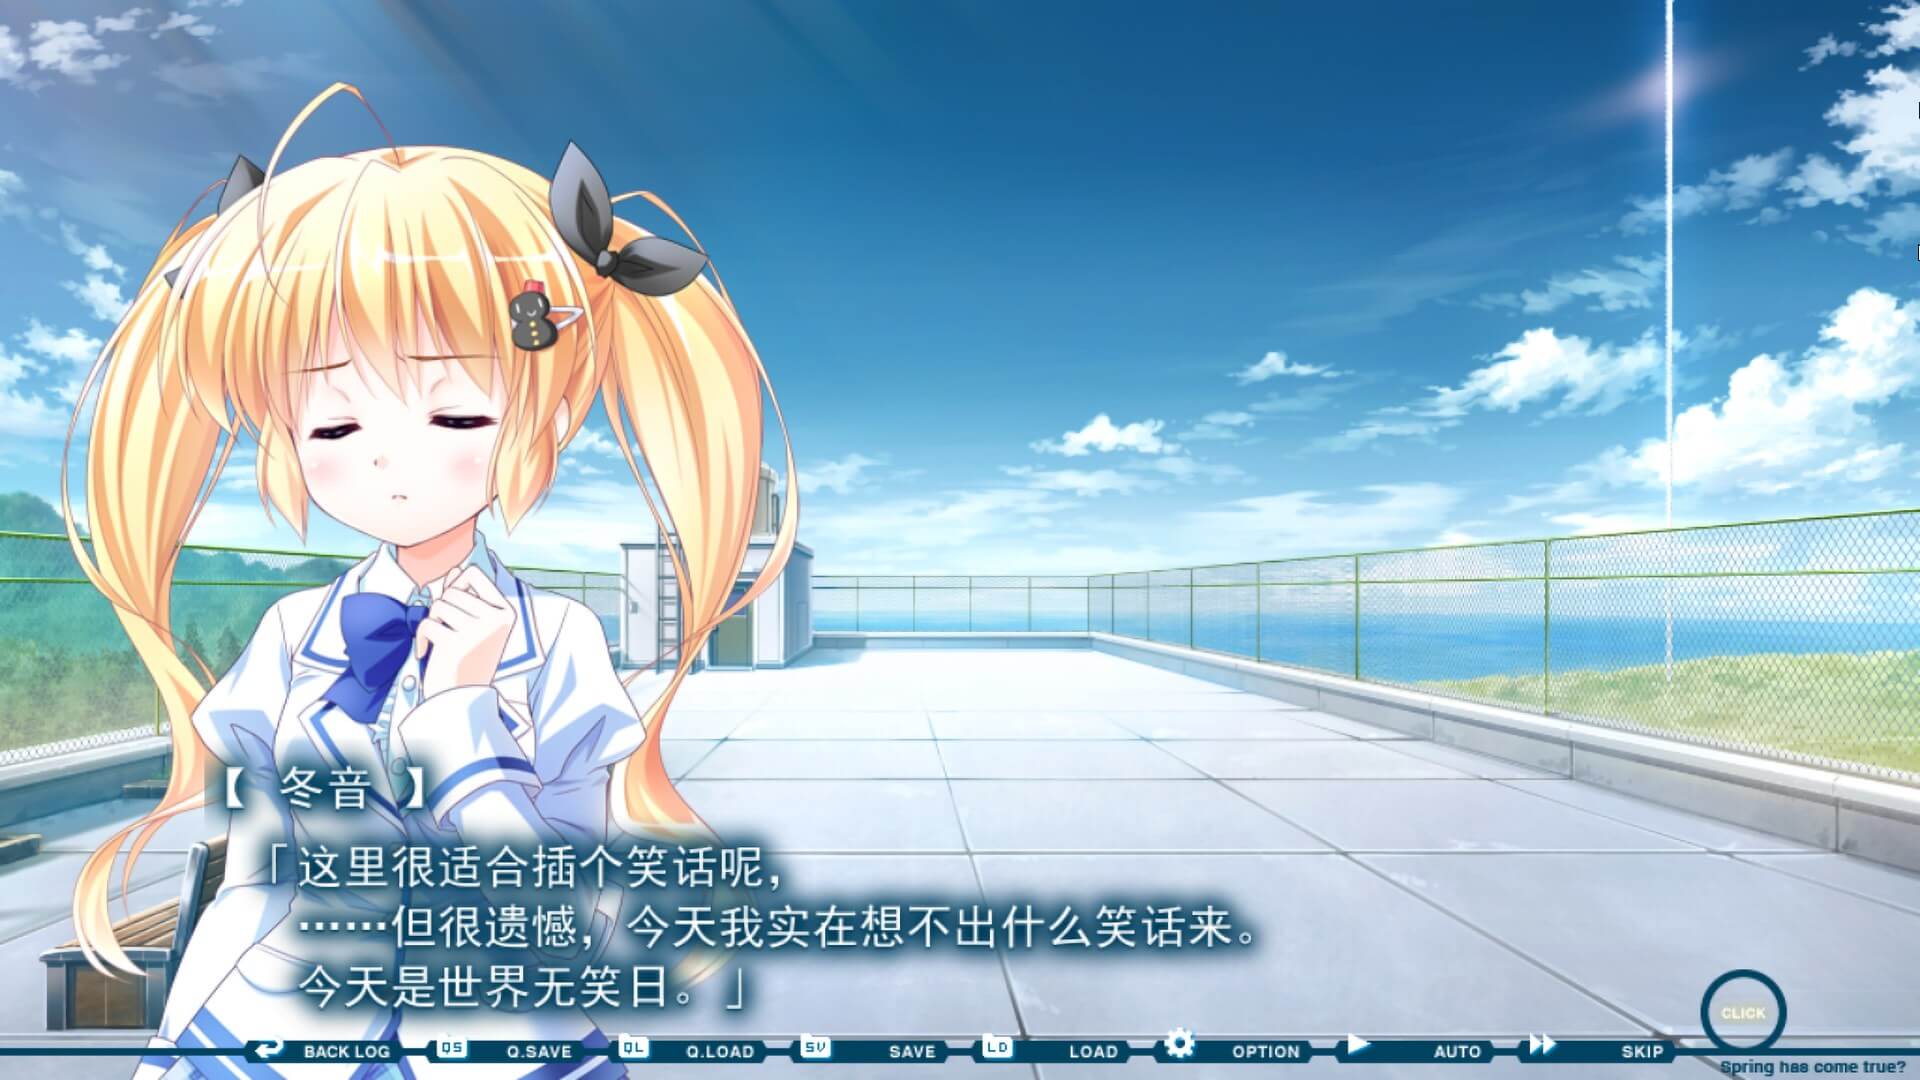 【 冬音 】
「这里很适合插个笑话呢，
……但很遗憾，今天我实在想不出什么笑话来。
今天是世界无笑日。」
CLICK
BACK LOG QS Q.SAVE QL Q.LOAD SV SAVE LD LOAD OPTION AUTO SKIP
Spring has come true?